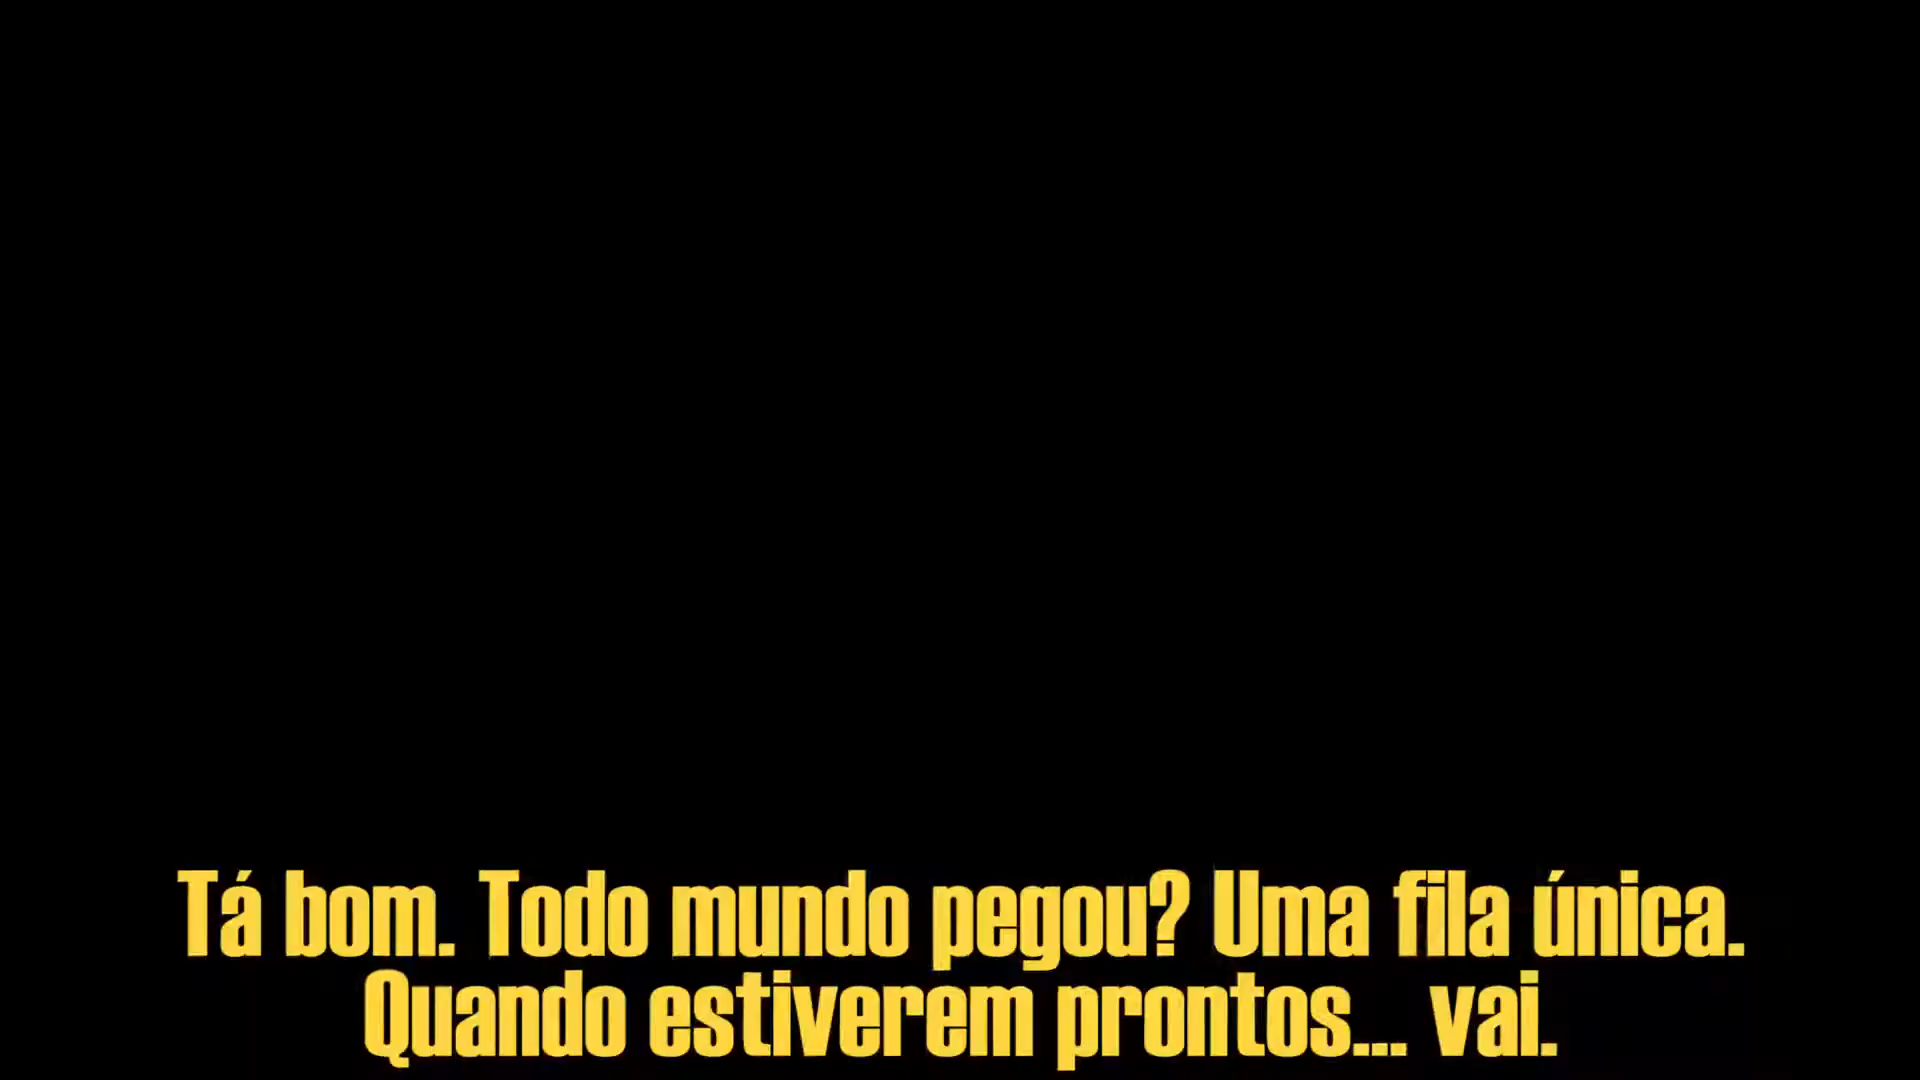 Tá bom. Todo mundo pegou? Uma fila única.
Quando estiverem prontos... vai.